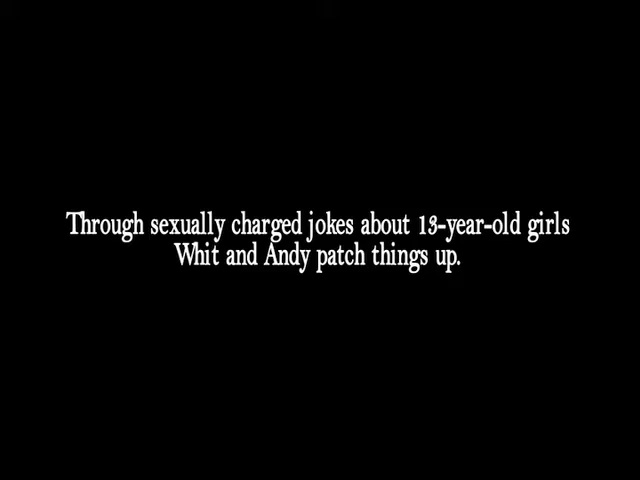 Through sexually charged jokes about 13-year-old girls
Whit and Andy patch things up.